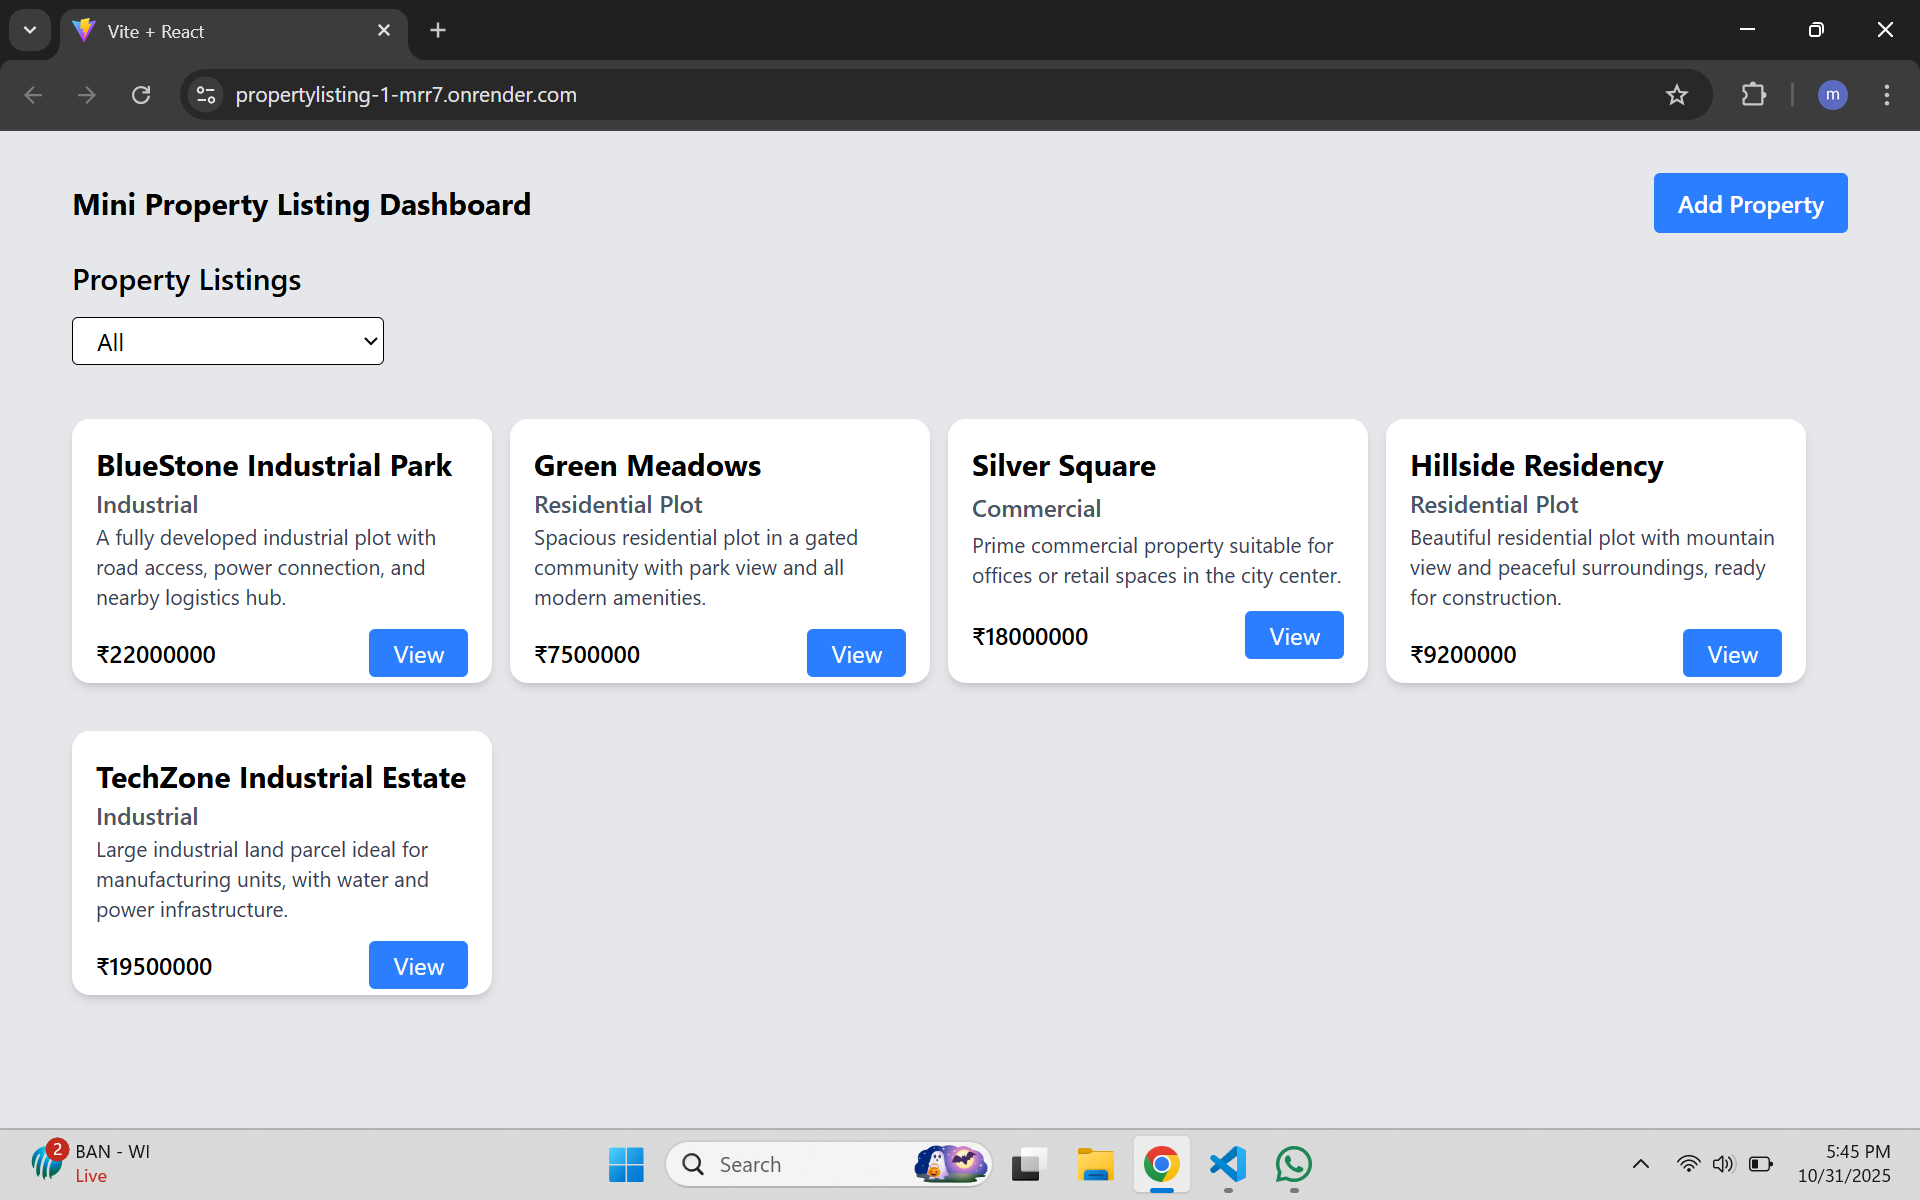 Vite + React
propertylisting-1-mrr7.onrender.com
m
Mini Property Listing Dashboard
Add Property
Property Listings
All
BlueStone Industrial Park
Industrial
A fully developed industrial plot with
road access, power connection, and
nearby logistics hub.
₹22000000
View
Green Meadows
Residential Plot
Spacious residential plot in a gated
community with park view and all
modern amenities.
₹7500000
View
Silver Square
Commercial
Prime commercial property suitable for
offices or retail spaces in the city center.
₹18000000
View
Hillside Residency
Residential Plot
Beautiful residential plot with mountain
view and peaceful surroundings, ready
for construction.
₹9200000
View
TechZone Industrial Estate
Industrial
Large industrial land parcel ideal for
manufacturing units, with water and
power infrastructure.
₹19500000
View
2
BAN - WI
Live
Search
5:45 PM
10/31/2025